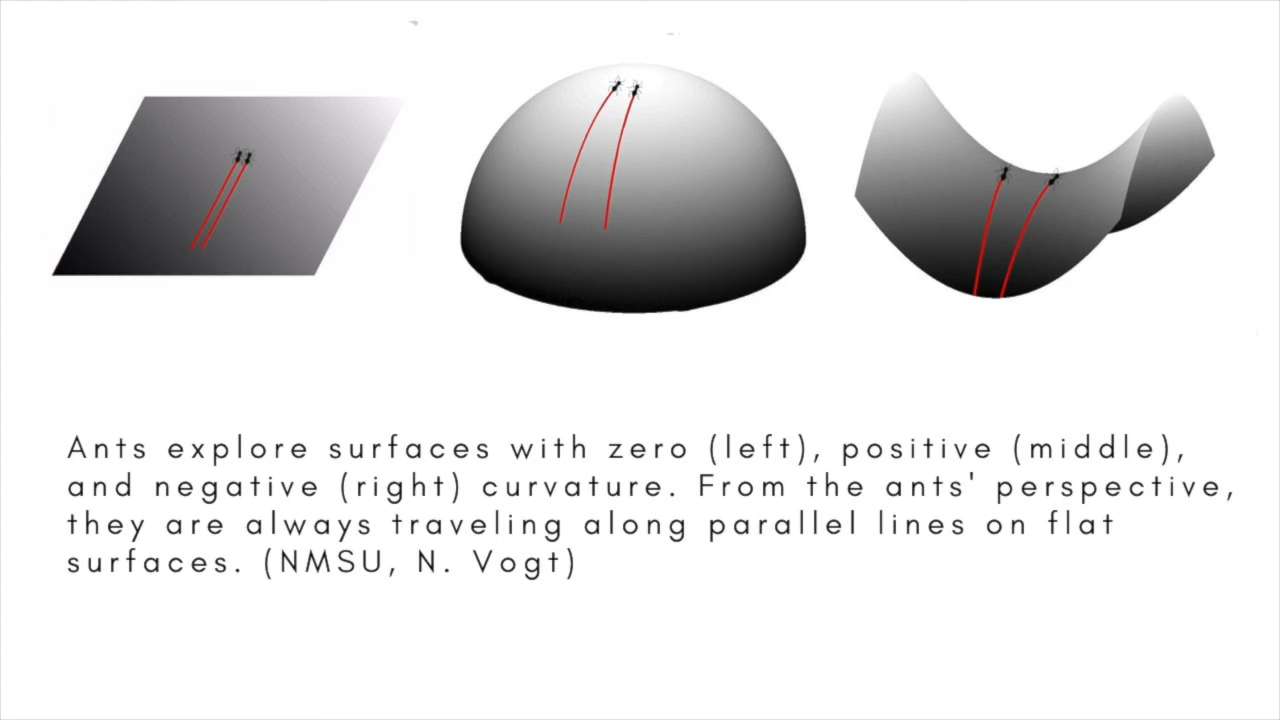 Ants explore surfaces with zero (left), positive (middle),
and negative (right) curvature. From the ants' perspective,
they are always traveling along parallel lines on flat
surfaces. (NMSU, N. Vogt)